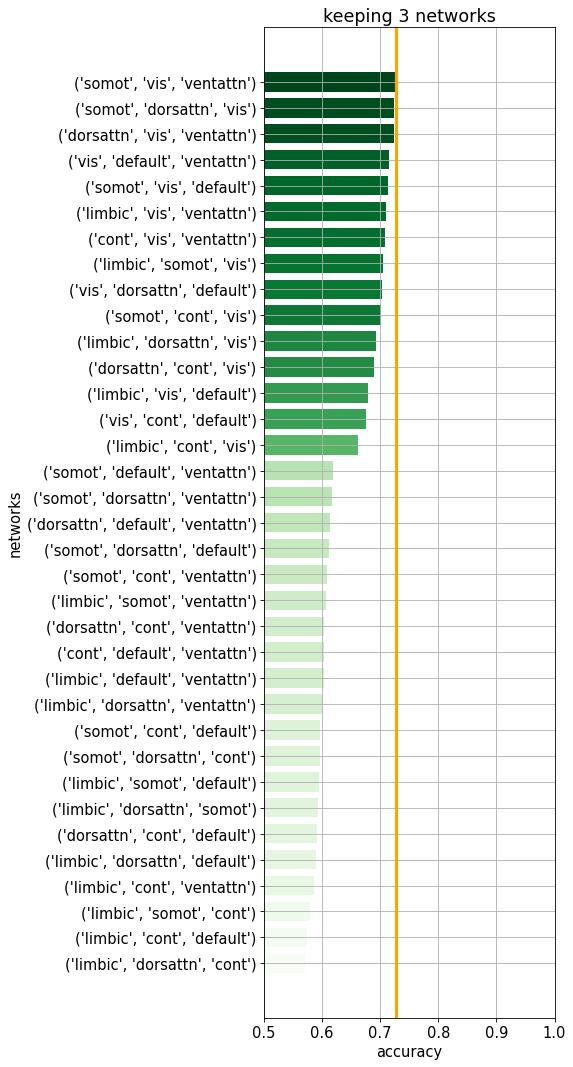 keeping 3 networks
('somot', 'vis', 'ventattn')
('somot', 'dorsattn', 'vis')
('dorsattn', 'vis', 'ventattn')
('vis', 'default', 'ventattn')
('somot', 'vis', 'default')
('limbic', 'vis', 'ventattn')
('cont', 'vis', 'ventattn')
('limbic', 'somot', 'vis')
('vis', 'dorsattn', 'default')
('somot', 'cont', 'vis')
('limbic', 'dorsattn', 'vis')
('dorsattn', 'cont', 'vis')
('limbic', 'vis', 'default')
('vis', 'cont', 'default')
('limbic', 'cont', 'vis')
('somot', 'default', 'ventattn')
('somot', 'dorsattn', 'ventattn')
('dorsattn', 'default', 'ventattn')
('somot', 'dorsattn', 'default')
('somot', 'cont', 'ventattn')
('limbic', 'somot', 'ventattn')
('dorsattn', 'cont', 'ventattn')
('cont', 'default', 'ventattn')
('limbic', 'default', 'ventattn')
('limbic', 'dorsattn', 'ventattn')
('somot', 'cont', 'default')
('somot', 'dorsattn', 'cont')
('limbic', 'somot', 'default')
('limbic', 'dorsattn', 'somot')
('dorsattn', 'cont', 'default')
('limbic', 'dorsattn', 'default')
('limbic', 'cont', 'ventattn')
('limbic', 'somot', 'cont')
('limbic', 'cont', 'default')
('limbic', 'dorsattn', 'cont')
networks
0.5 0.6 0.7 0.8 0.9 1.0
accuracy